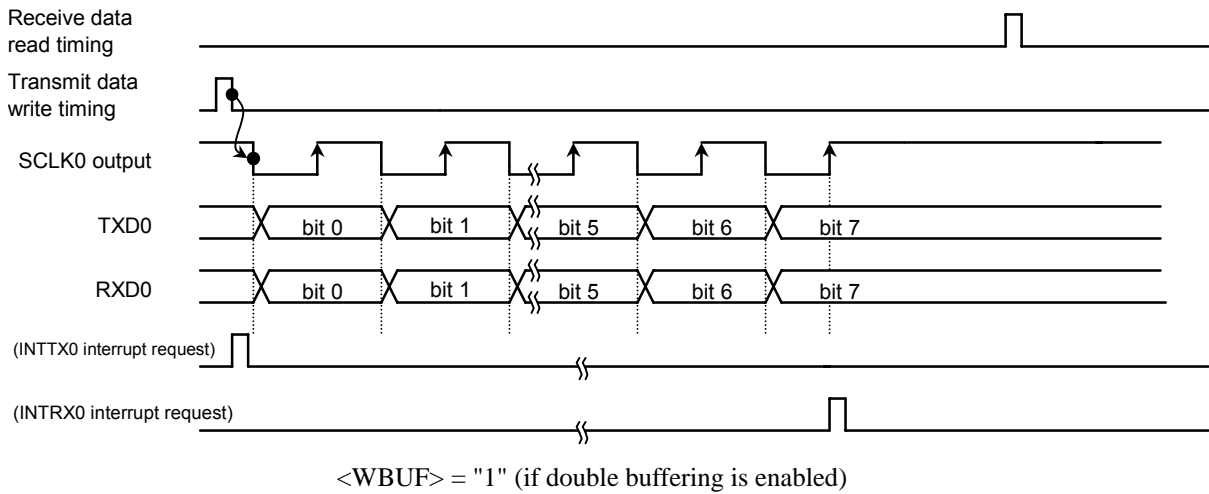 Receive data
read timing
Transmit data
write timing
SCLK0 output
TXD0
bit 0
bit 1
bit 5
bit 6
bit 7
RXD0
bit 0
bit 1
bit 5
bit 6
bit 7
(INTTX0 interrupt request)
(INTRX0 interrupt request)
<WBUF> = "1" (if double buffering is enabled)